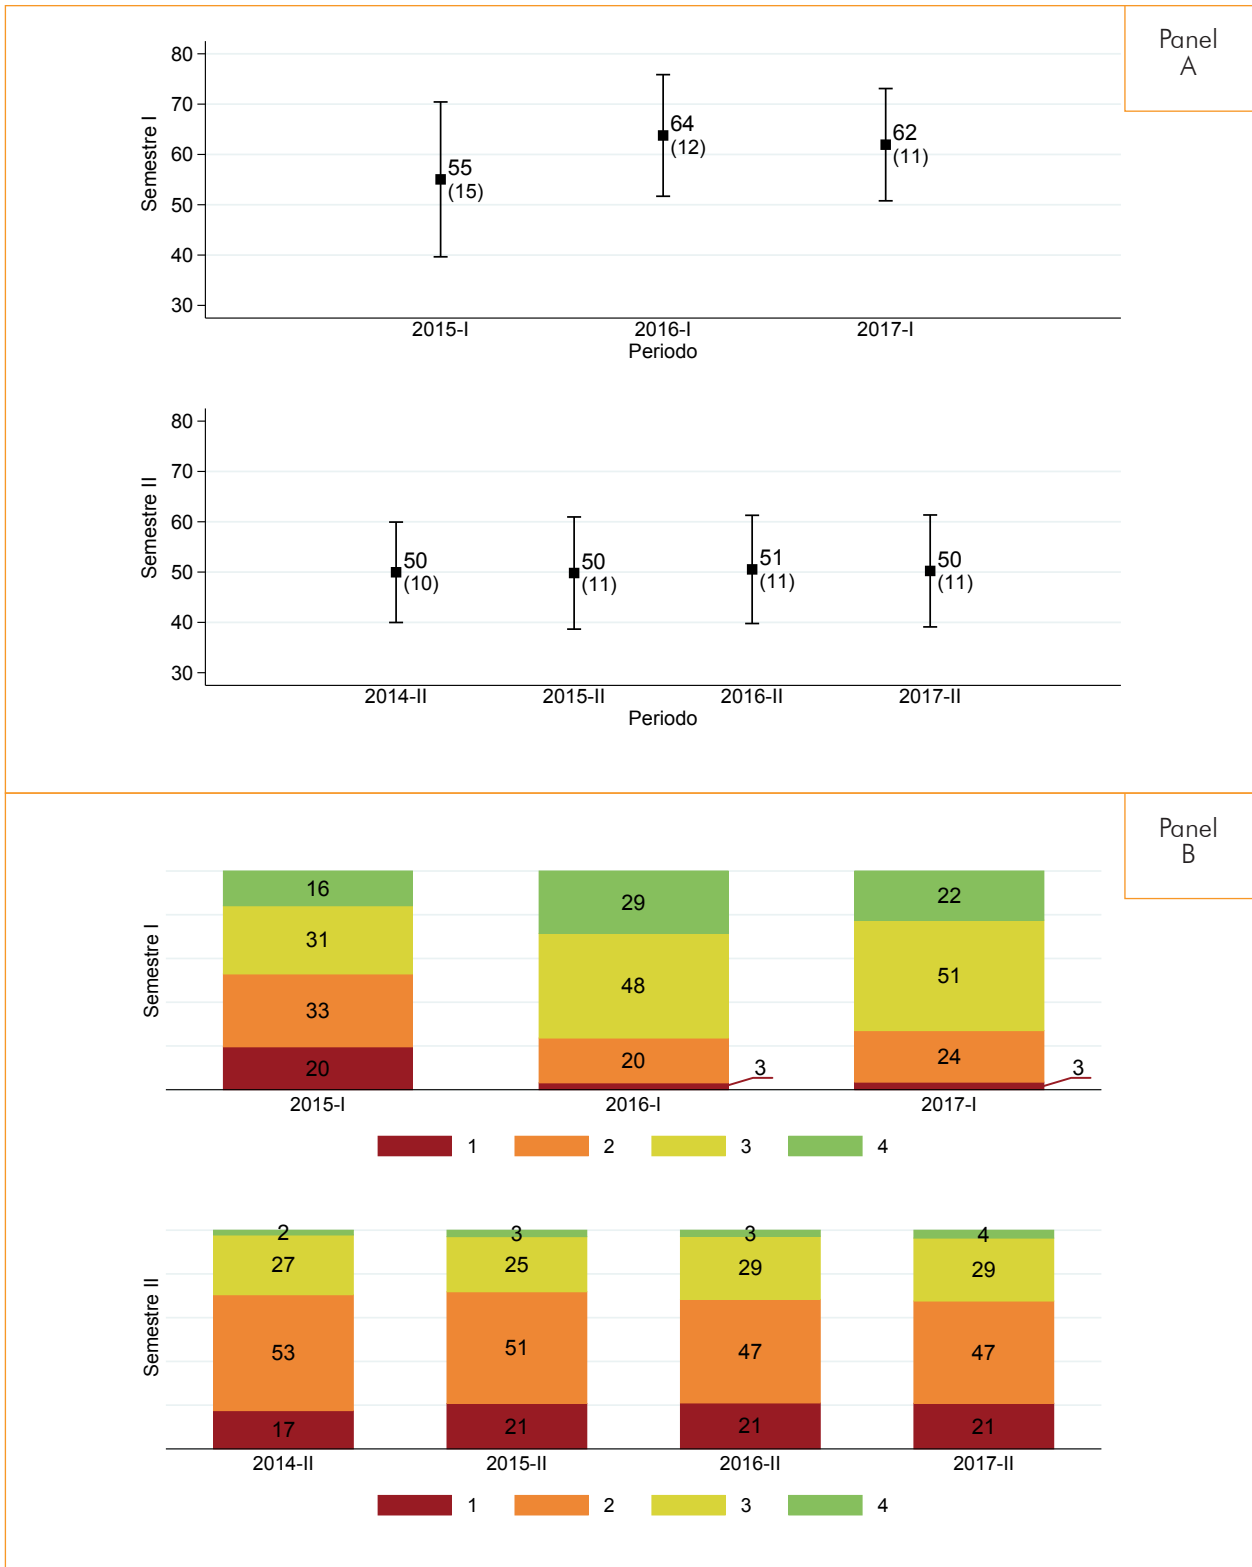 Panel
A
Semestre I
80
70
60
50
40
30
55
(15)
64
(12)
62
(11)
2015-I 2016-I 2017-I
Periodo
Semestre II
80
70
60
50
40
30
50
(10)
50
(11)
51
(11)
50
(11)
2014-II 2015-II 2016-II 2017-II
Periodo
Panel
B
Semestre I
16 29 22
31 48 51
33 20 24
20 3 3
2015-I 2016-I 2017-I
1 2 3 4
Semestre II
2 3 3 4
27 25 29 29
53 51 47 47
17 21 21 21
2014-II 2015-II 2016-II 2017-II
1 2 3 4